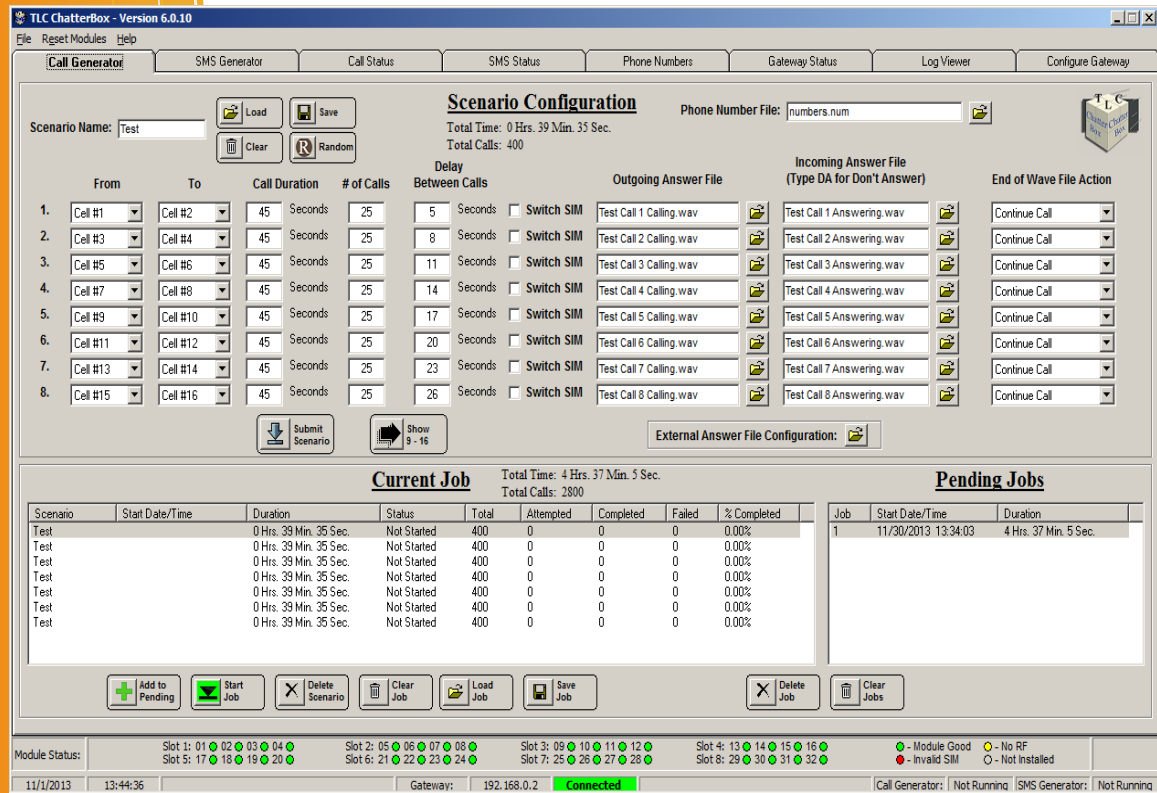 TLC ChatterBox - Version 6.0.10
File Reset Modules Help
Call Generator SMS Generator Call Status SMS Status Phone Numbers Gateway Status Log Viewer Configure Gateway
Scenario Configuration
Scenario Name: Test Load Save Clear Random
Total Time: 0 Hrs. 39 Min. 35 Sec.
Total Calls: 400
Phone Number File: numbers.num
TLC Chatter Box Chatter Box
From To Call Duration # of Calls Delay Between Calls Outgoing Answer File Incoming Answer File (Type DA for Don't Answer) End of Wave File Action
1. Cell #1 Cell #2 45 Seconds 25 5 Seconds Switch SIM Test Call 1 Calling.wav Test Call 1 Answering.wav Continue Call
2. Cell #3 Cell #4 45 Seconds 25 8 Seconds Switch SIM Test Call 2 Calling.wav Test Call 2 Answering.wav Continue Call
3. Cell #5 Cell #6 45 Seconds 25 11 Seconds Switch SIM Test Call 3 Calling.wav Test Call 3 Answering.wav Continue Call
4. Cell #7 Cell #8 45 Seconds 25 14 Seconds Switch SIM Test Call 4 Calling.wav Test Call 4 Answering.wav Continue Call
5. Cell #9 Cell #10 45 Seconds 25 17 Seconds Switch SIM Test Call 5 Calling.wav Test Call 5 Answering.wav Continue Call
6. Cell #11 Cell #12 45 Seconds 25 20 Seconds Switch SIM Test Call 6 Calling.wav Test Call 6 Answering.wav Continue Call
7. Cell #13 Cell #14 45 Seconds 25 23 Seconds Switch SIM Test Call 7 Calling.wav Test Call 7 Answering.wav Continue Call
8. Cell #15 Cell #16 45 Seconds 25 26 Seconds Switch SIM Test Call 8 Calling.wav Test Call 8 Answering.wav Continue Call
Submit Scenario Show 9 - 16 External Answer File Configuration:
Current Job Total Time: 4 Hrs. 37 Min. 5 Sec.
Total Calls: 2800
Pending Jobs
Scenario Start Date/Time Duration Status Total Attempted Completed Failed % Completed Job Start Date/Time Duration
Test 0 Hrs. 39 Min. 35 Sec. Not Started 400 0 0 0 0.00% 1 11/30/2013 13:34:03 4 Hrs. 37 Min. 5 Sec.
Test 0 Hrs. 39 Min. 35 Sec. Not Started 400 0 0 0 0.00%
Test 0 Hrs. 39 Min. 35 Sec. Not Started 400 0 0 0 0.00%
Test 0 Hrs. 39 Min. 35 Sec. Not Started 400 0 0 0 0.00%
Test 0 Hrs. 39 Min. 35 Sec. Not Started 400 0 0 0 0.00%
Test 0 Hrs. 39 Min. 35 Sec. Not Started 400 0 0 0 0.00%
Test 0 Hrs. 39 Min. 35 Sec. Not Started 400 0 0 0 0.00%
Add to Pending Start Job Delete Scenario Clear Job Load Job Save Job Delete Job Clear Jobs
Module Status: Slot 1: 01 02 03 04 Slot 2: 05 06 07 08 Slot 3: 09 10 11 12 Slot 4: 13 14 15 16 - Module Good - No RF
Slot 5: 17 18 19 20 Slot 6: 21 22 23 24 Slot 7: 25 26 27 28 Slot 8: 29 30 31 32 - Invalid SIM - Not Installed
11/1/2013 13:44:36 Gateway: 192.168.0.2 Connected Call Generator: Not Running SMS Generator: Not Running